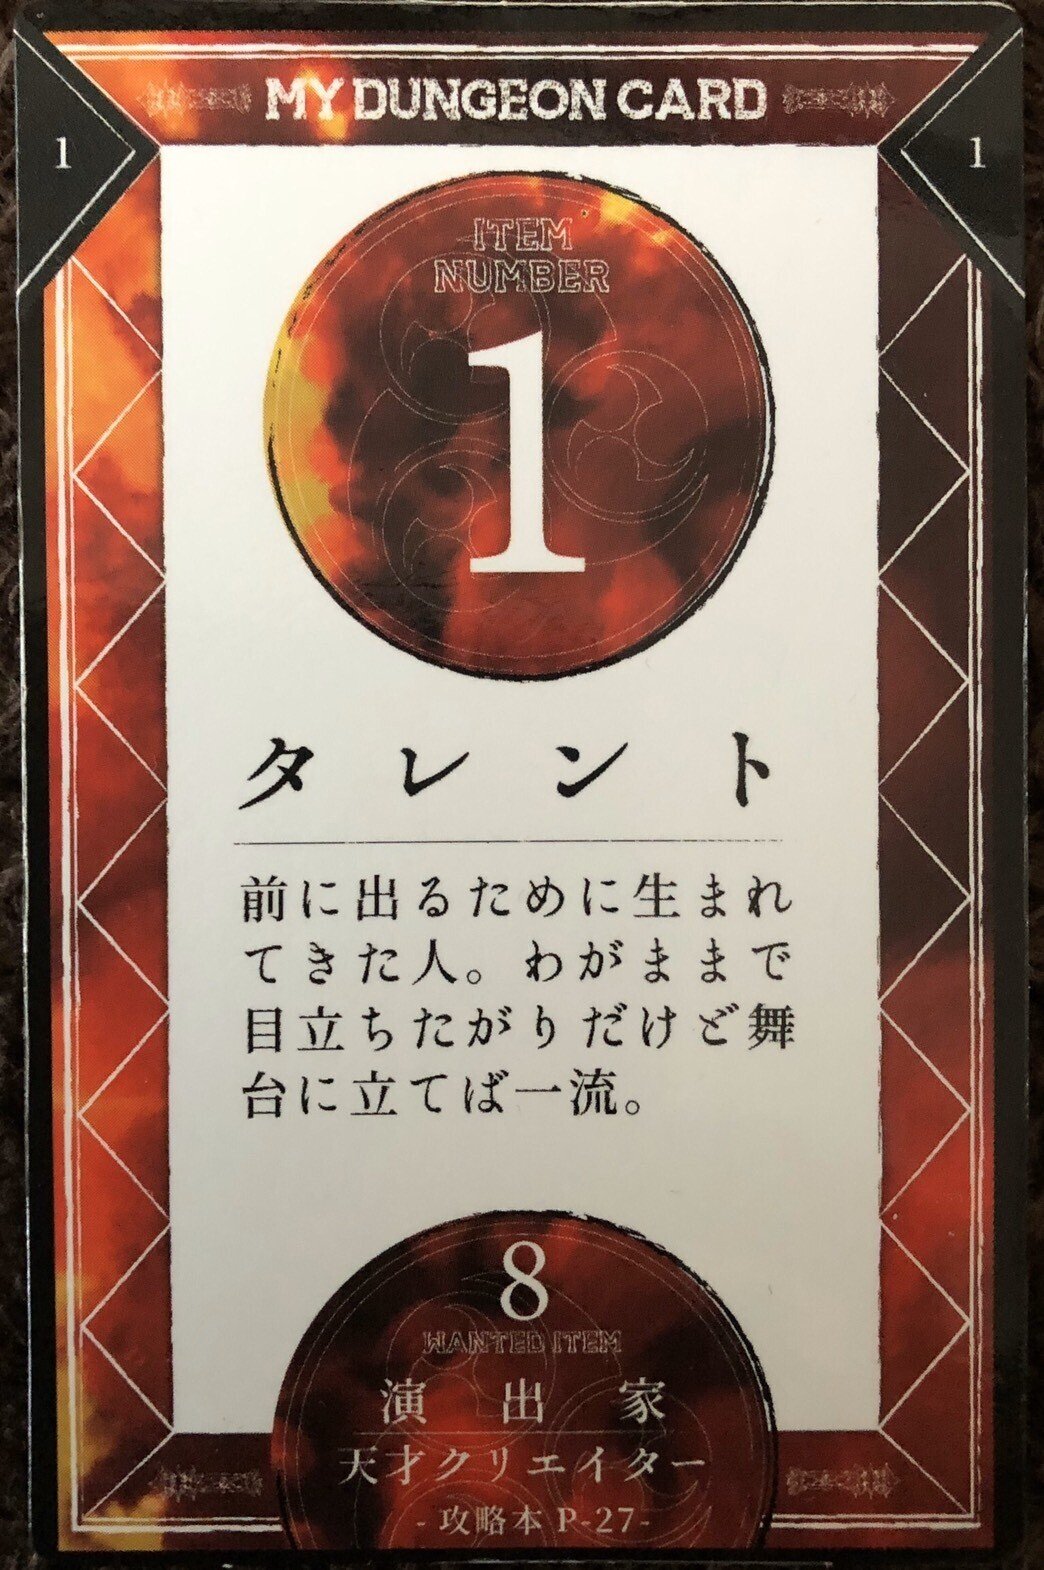 MY DUNGEON CARD
1
1
ITEM
NUMBER
1
タレント
前に出るために生まれ
てきた人。わがままで
目立ちたがりだけど舞
台に立てば一流。
8
WANTED ITEM
演出家
天才クリエイター
- 攻略本 P-27-